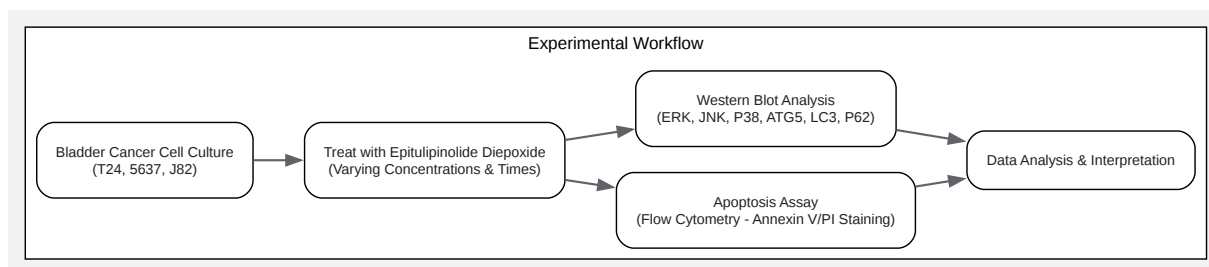 Experimental Workflow
Bladder Cancer Cell Culture
(T24, 5637, J82)
Treat with Epitulipinolide Diepoxide
(Varying Concentrations & Times)
Western Blot Analysis
(ERK, JNK, P38, ATG5, LC3, P62)
Apoptosis Assay
(Flow Cytometry - Annexin V/PI Staining)
Data Analysis & Interpretation